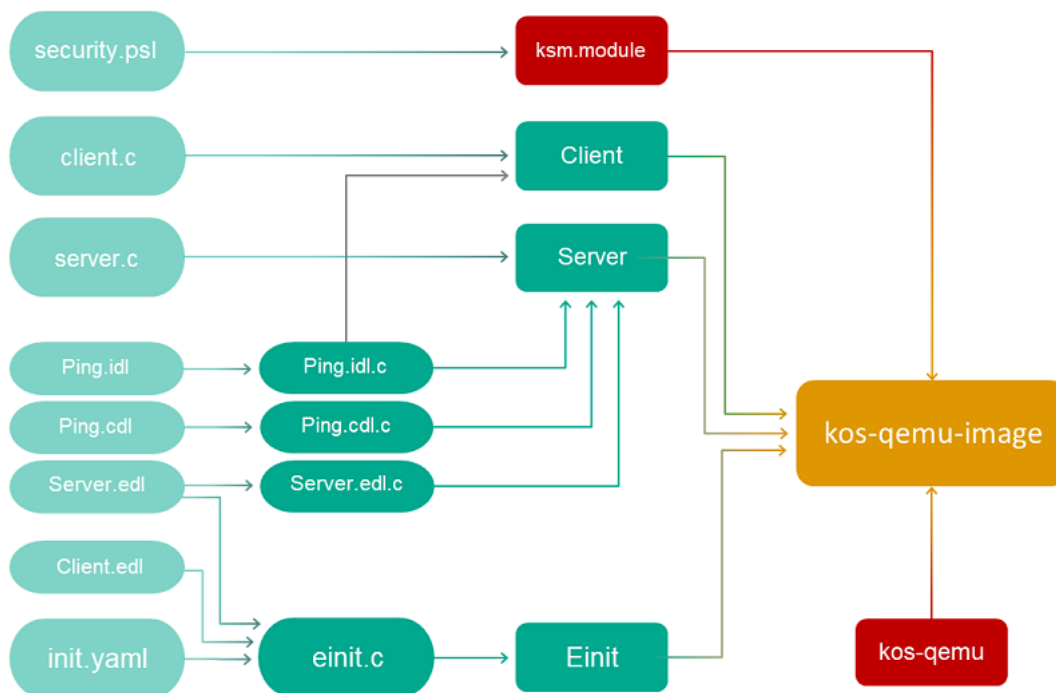 security.psl
ksm.module
client.c
Client
server.c
Server
Ping.idl
Ping.idl.c
Ping.cdl
Ping.cdl.c
kos-qemu-image
Server.edl
Server.edl.c
Client.edl
init.yaml
einit.c
Einit
kos-qemu